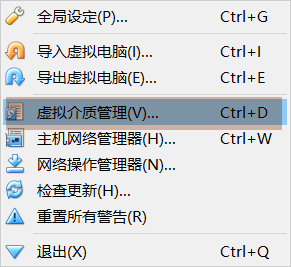 全局设定(P)... Ctrl+G
导入虚拟电脑(I)... Ctrl+I
导出虚拟电脑(E)... Ctrl+E
虚拟介质管理(V)... Ctrl+D
主机网络管理器(H)... Ctrl+W
网络操作管理器(N)...
检查更新(H)...
重置所有警告(R)
退出(X) Ctrl+Q